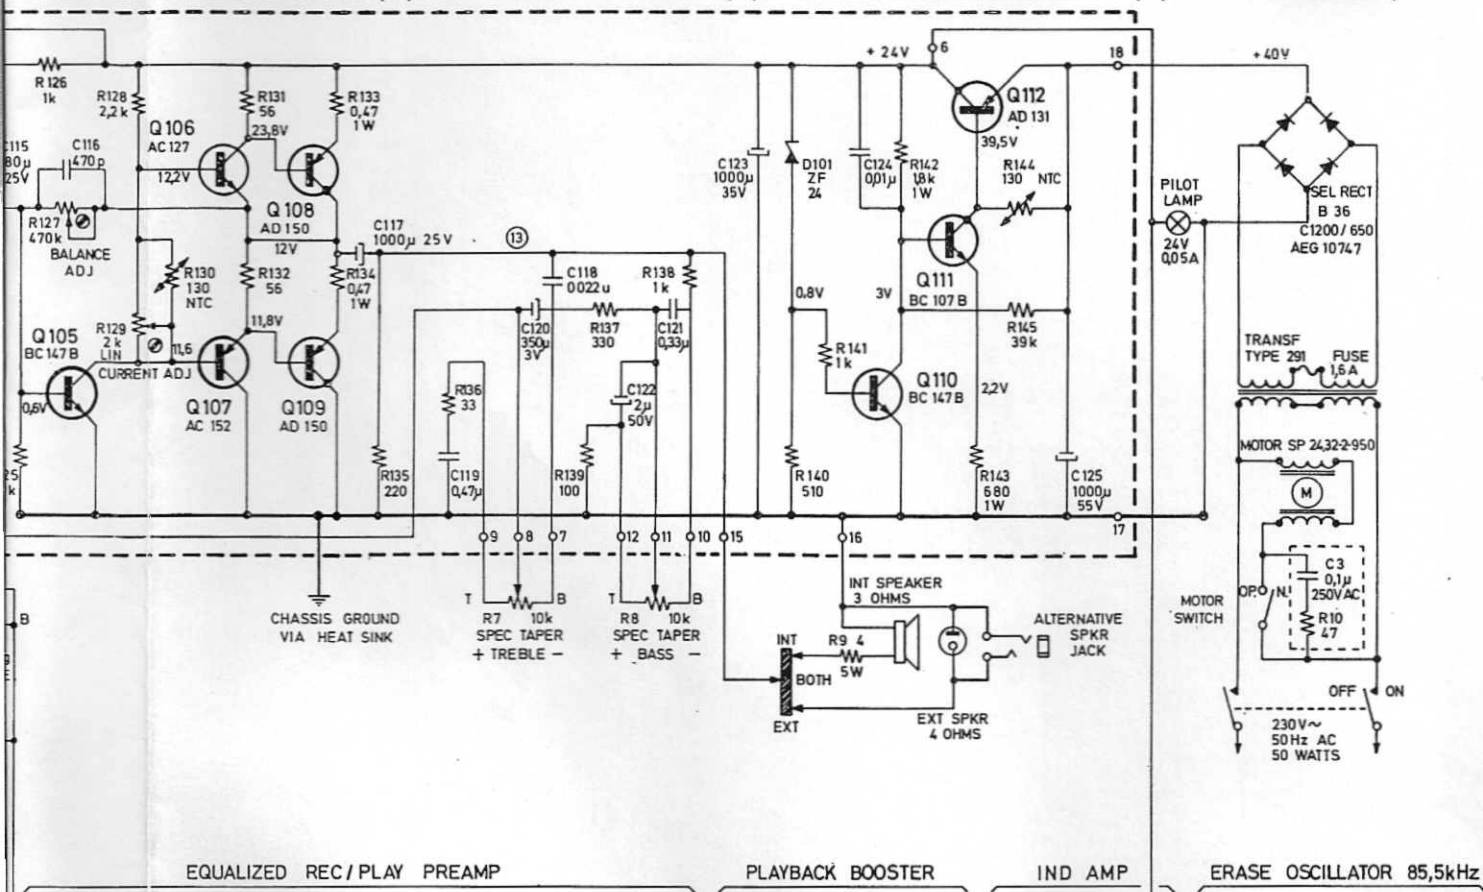 R126
1k
R128
2,2k
R131
56
R133
0,47
1W
+ 24V
6
18
+40V
Q112
AD 131
Q106
AC127
23,8V
C116
470p
25V
12,2V
C123
1000µ
35V
D101
ZF
24
C124
0,01µ
R142
1,8k
1W
39,5V
R144
130 NTC
PILOT
LAMP
24V
0,05A
SEL RECT
B 36
C1200/650
AEG 10747
R127
470k
BALANCE
ADJ
Q108
AD150
12V
C117
1000µ 25V
13
R130
130
NTC
R132
56
R134
0,47
1W
C118
0022u
R138
1k
0,8V
3V
Q111
BC 107 B
Q105
BC147B
R129
2k
LIN
CURRENT ADJ
11,6
11,8V
C120
350µ
3V
R137
330
C121
0,33µ
R141
1k
R145
39k
TRANSF
TYPE 291
FUSE
1,6A
0,6V
Q107
AC 152
Q109
AD150
R136
33
C122
2µ
50V
Q110
BC147B
2,2V
MOTOR SP 24,32-2-950
M
R135
220
C119
0,47µ
R139
100
R140
510
R143
680
1W
C125
1000µ
55V
17
9
8
7
12
11
10
15
16
CHASSIS GROUND
VIA HEAT SINK
T
B
R7 10k
SPEC TAPER
+ TREBLE -
T
B
R8 10k
SPEC TAPER
+ BASS -
INT SPEAKER
3 OHMS
INT
BOTH
EXT
R9 4
5W
EXT SPKR
4 OHMS
ALTERNATIVE
SPKR
JACK
MOTOR
SWITCH
OP.
N.
C3
0,1µ
250VAC
R10
47
OFF
ON
230V~
50Hz AC
50 WATTS
B
EQUALIZED REC/PLAY PREAMP
PLAYBACK BOOSTER
IND AMP
ERASE OSCILLATOR 85,5kHz